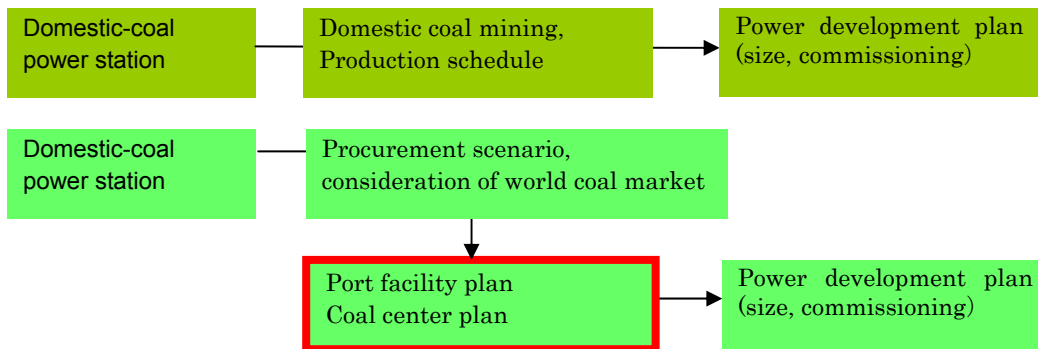 Domestic-coal
power station
Domestic coal mining,
Production schedule
Power development plan
(size, commissioning)
Domestic-coal
power station
Procurement scenario,
consideration of world coal market
Port facility plan
Coal center plan
Power development plan
(size, commissioning)